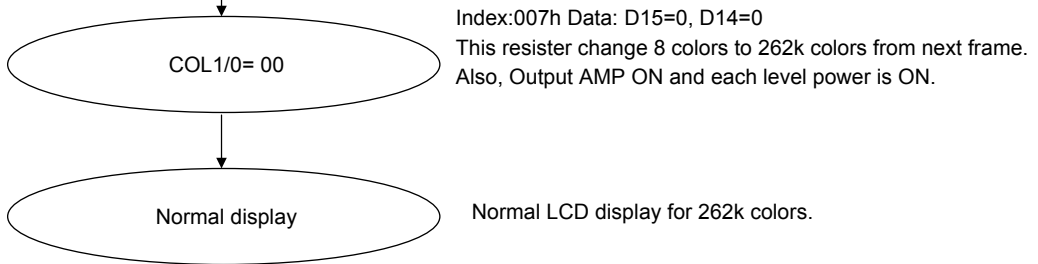 Index:007h Data: D15=0, D14=0
This resister change 8 colors to 262k colors from next frame.
COL1/0= 00
Also, Output AMP ON and each level power is ON.
Normal display
Normal LCD display for 262k colors.